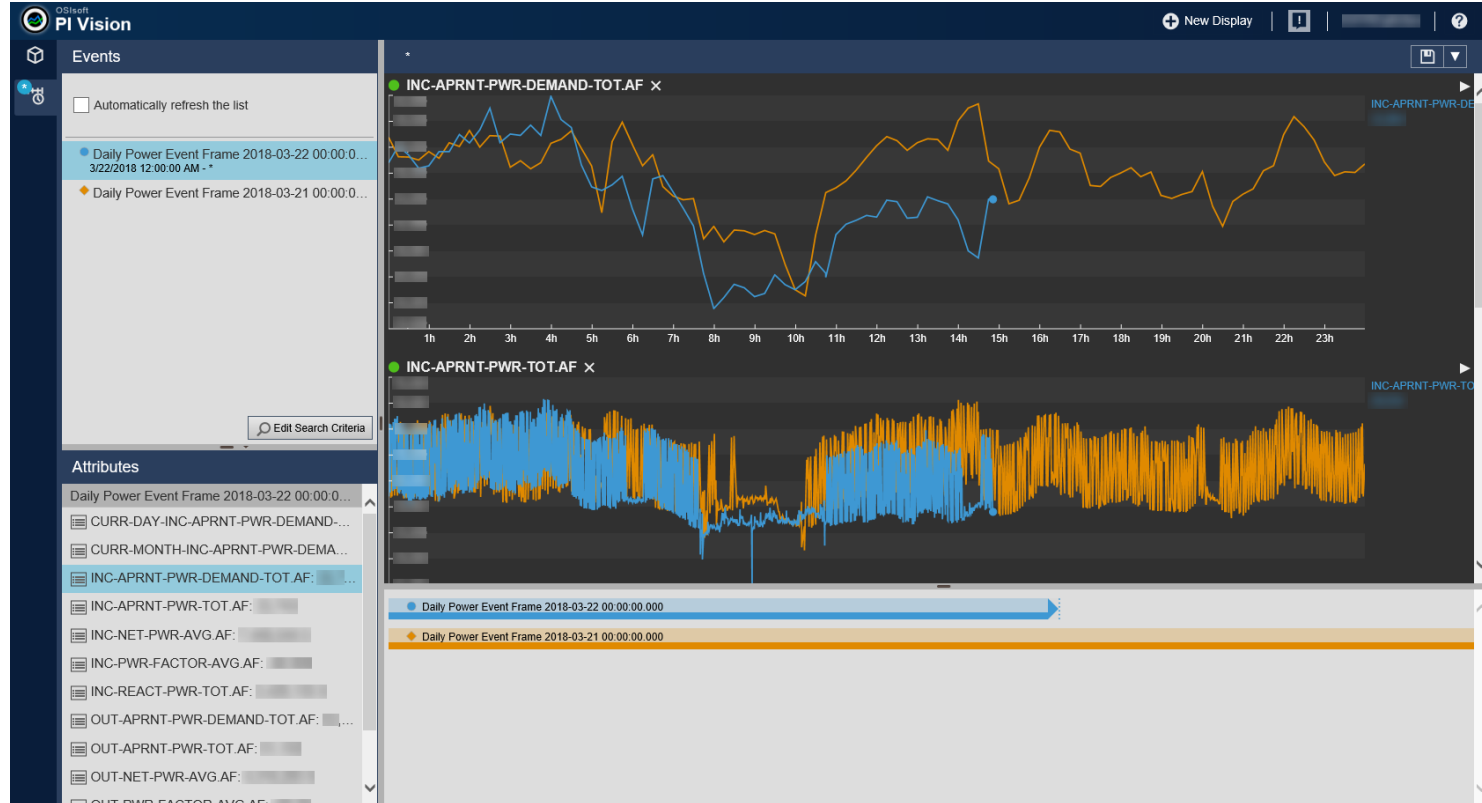 OSIsoft
PI Vision
New Display
!
?
Events
*
*
Automatically refresh the list
Daily Power Event Frame 2018-03-22 00:00:0...
3/22/2018 12:00:00 AM - *
Daily Power Event Frame 2018-03-21 00:00:0...
Edit Search Criteria
Attributes
Daily Power Event Frame 2018-03-22 00:00:0...
CURR-DAY-INC-APRNT-PWR-DEMAND-...
CURR-MONTH-INC-APRNT-PWR-DEMA...
INC-APRNT-PWR-DEMAND-TOT.AF: ...
INC-APRNT-PWR-TOT.AF:
INC-NET-PWR-AVG.AF:
INC-PWR-FACTOR-AVG.AF:
INC-REACT-PWR-TOT.AF:
OUT-APRNT-PWR-DEMAND-TOT.AF: ,...
OUT-APRNT-PWR-TOT.AF:
OUT-NET-PWR-AVG.AF:
OUT-PWR-FACTOR-AVG.AF:
INC-APRNT-PWR-DEMAND-TOT.AF
INC-APRNT-PWR-DE
1h 2h 3h 4h 5h 6h 7h 8h 9h 10h 11h 12h 13h 14h 15h 16h 17h 18h 19h 20h 21h 22h 23h
INC-APRNT-PWR-TOT.AF
INC-APRNT-PWR-TO
Daily Power Event Frame 2018-03-22 00:00:00.000
Daily Power Event Frame 2018-03-21 00:00:00.000